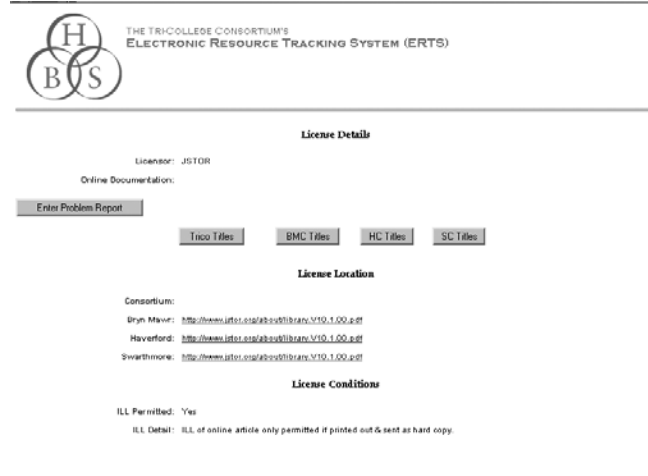 H
B S
THE TRICOLLEGE CONSORTIUM'S
ELECTRONIC RESOURCE TRACKING SYSTEM (ERTS)
License Details
Licensor: JSTOR
Online Documentation:
Enter Problem Report
Trico Titles BMC Titles HC Titles SC Titles
License Location
Consortium:
Bryn Mawr: http://www.jstor.org/about/library.V10.1.00.pdf
Haverford: http://www.jstor.org/about/library.V10.1.00.pdf
Swarthmore: http://www.jstor.org/about/library.V10.1.00.pdf
License Conditions
ILL Permitted: Yes
ILL Detail: ILL of online article only permitted if printed out & sent as hard copy.